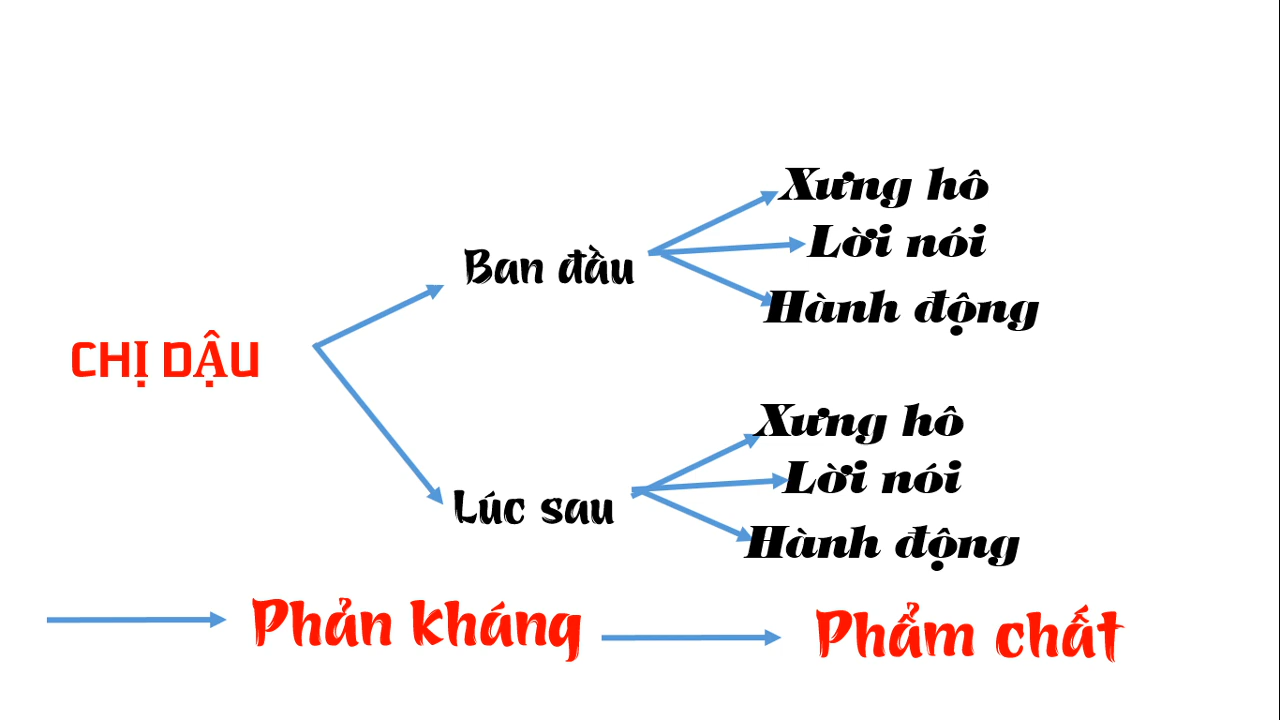 Xưng hô
Lời nói
Ban đầu
Hành động
CHỊ DẬU
Xưng hô
Lời nói
Lúc sau
Hành động
Phản kháng
Phẩm chất